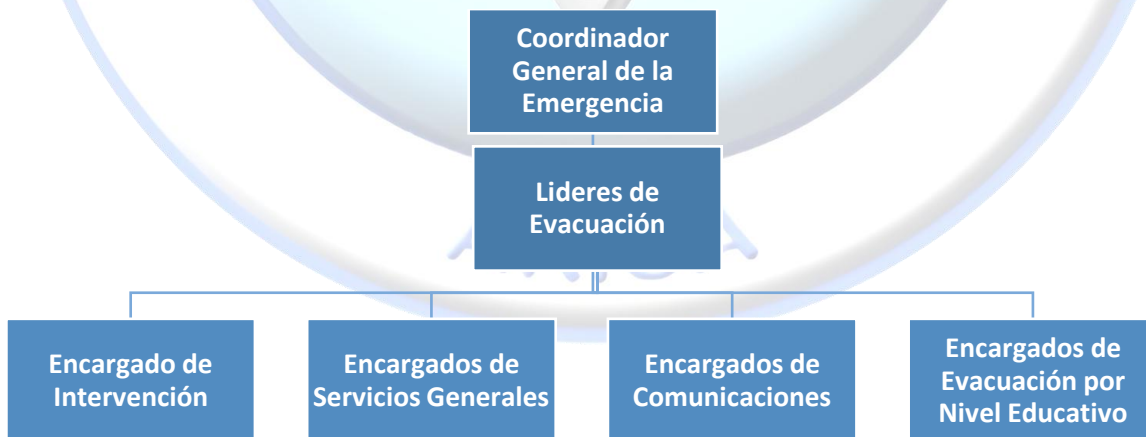 Coordinador
General de la
Emergencia
Lideres de
Evacuación
Encargado de
Intervención
Encargados de
Servicios Generales
Encargados de
Comunicaciones
Encargados de
Evacuación por
Nivel Educativo